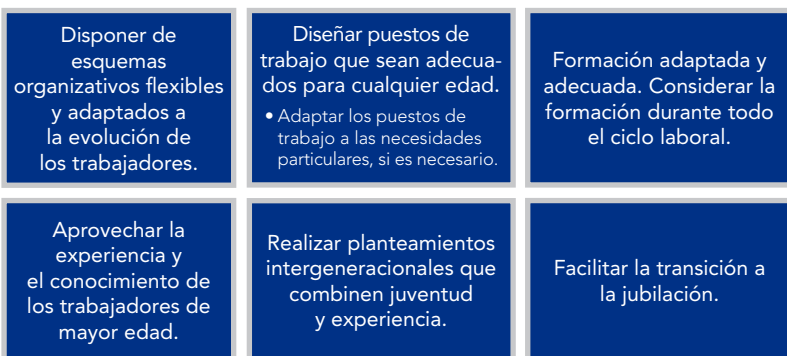 Disponer de
esquemas
organizativos flexibles
y adaptados a
la evolución de
los trabajadores.
Diseñar puestos de
trabajo que sean adecua-
dos para cualquier edad.
• Adaptar los puestos de
trabajo a las necesidades
particulares, si es necesario.
Formación adaptada y
adecuada. Considerar la
formación durante todo
el ciclo laboral.
Aprovechar la
experiencia y
el conocimiento de
los trabajadores de
mayor edad.
Realizar planteamientos
intergeneracionales que
combinen juventud
y experiencia.
Facilitar la transición a
la jubilación.